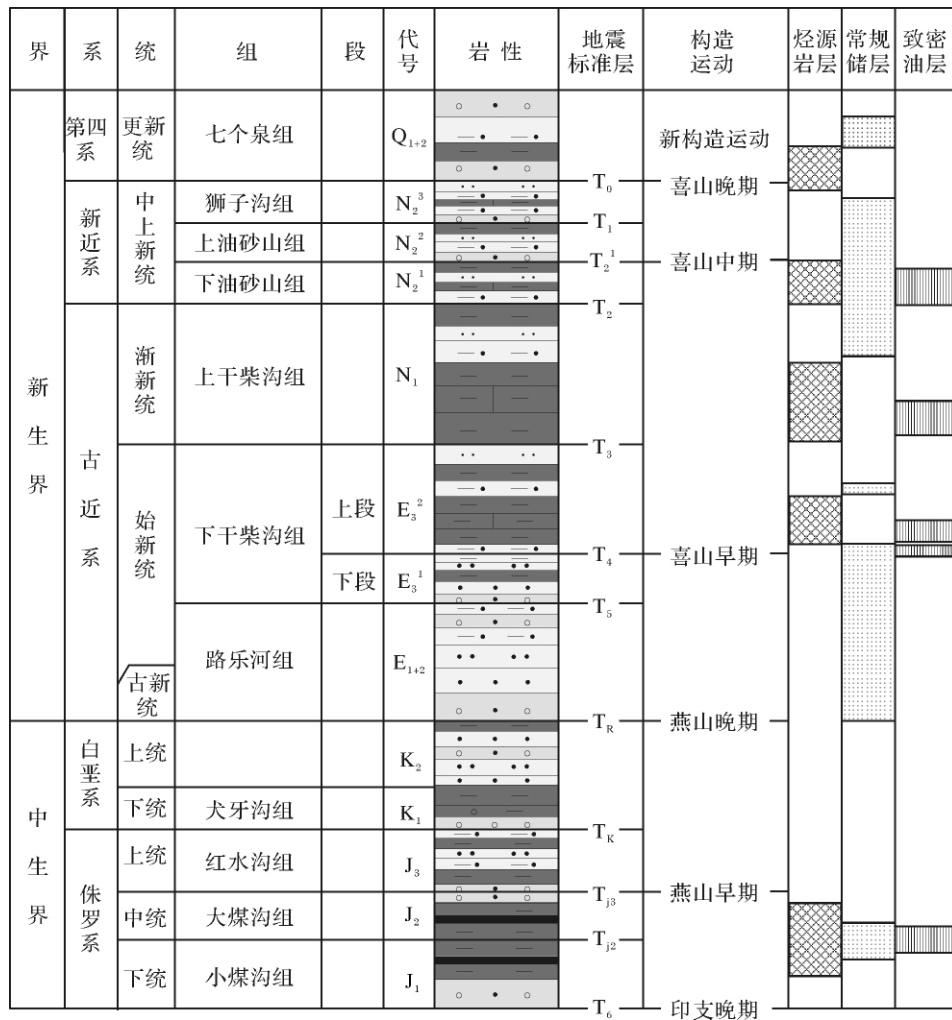 界 系 统 组 段 代号 岩性 地震标准层 构造运动 烃源岩层 常规储层 致密油层
新生界
第四系 更新统 七个泉组 Q₁₊₂ 新构造运动
T₀ 喜山晚期
新近系 中上新统 狮子沟组 N₂³
T₁
上油砂山组 N₂²
T₂¹ 喜山中期
下油砂山组 N₂¹
T₂
古近系 渐新统 上干柴沟组 N₁
T₃
始新统 下干柴沟组 上段 E₃²
T₄ 喜山早期
下段 E₃¹
T₅
路乐河组 E₁₊₂
古新统
T_R 燕山晚期
中生界
白垩系 上统 K₂
下统 犬牙沟组 K₁
T_K
侏罗系 上统 红水沟组 J₃
T_j3 燕山早期
中统 大煤沟组 J₂
T_j2
下统 小煤沟组 J₁
T₆ 印支晚期